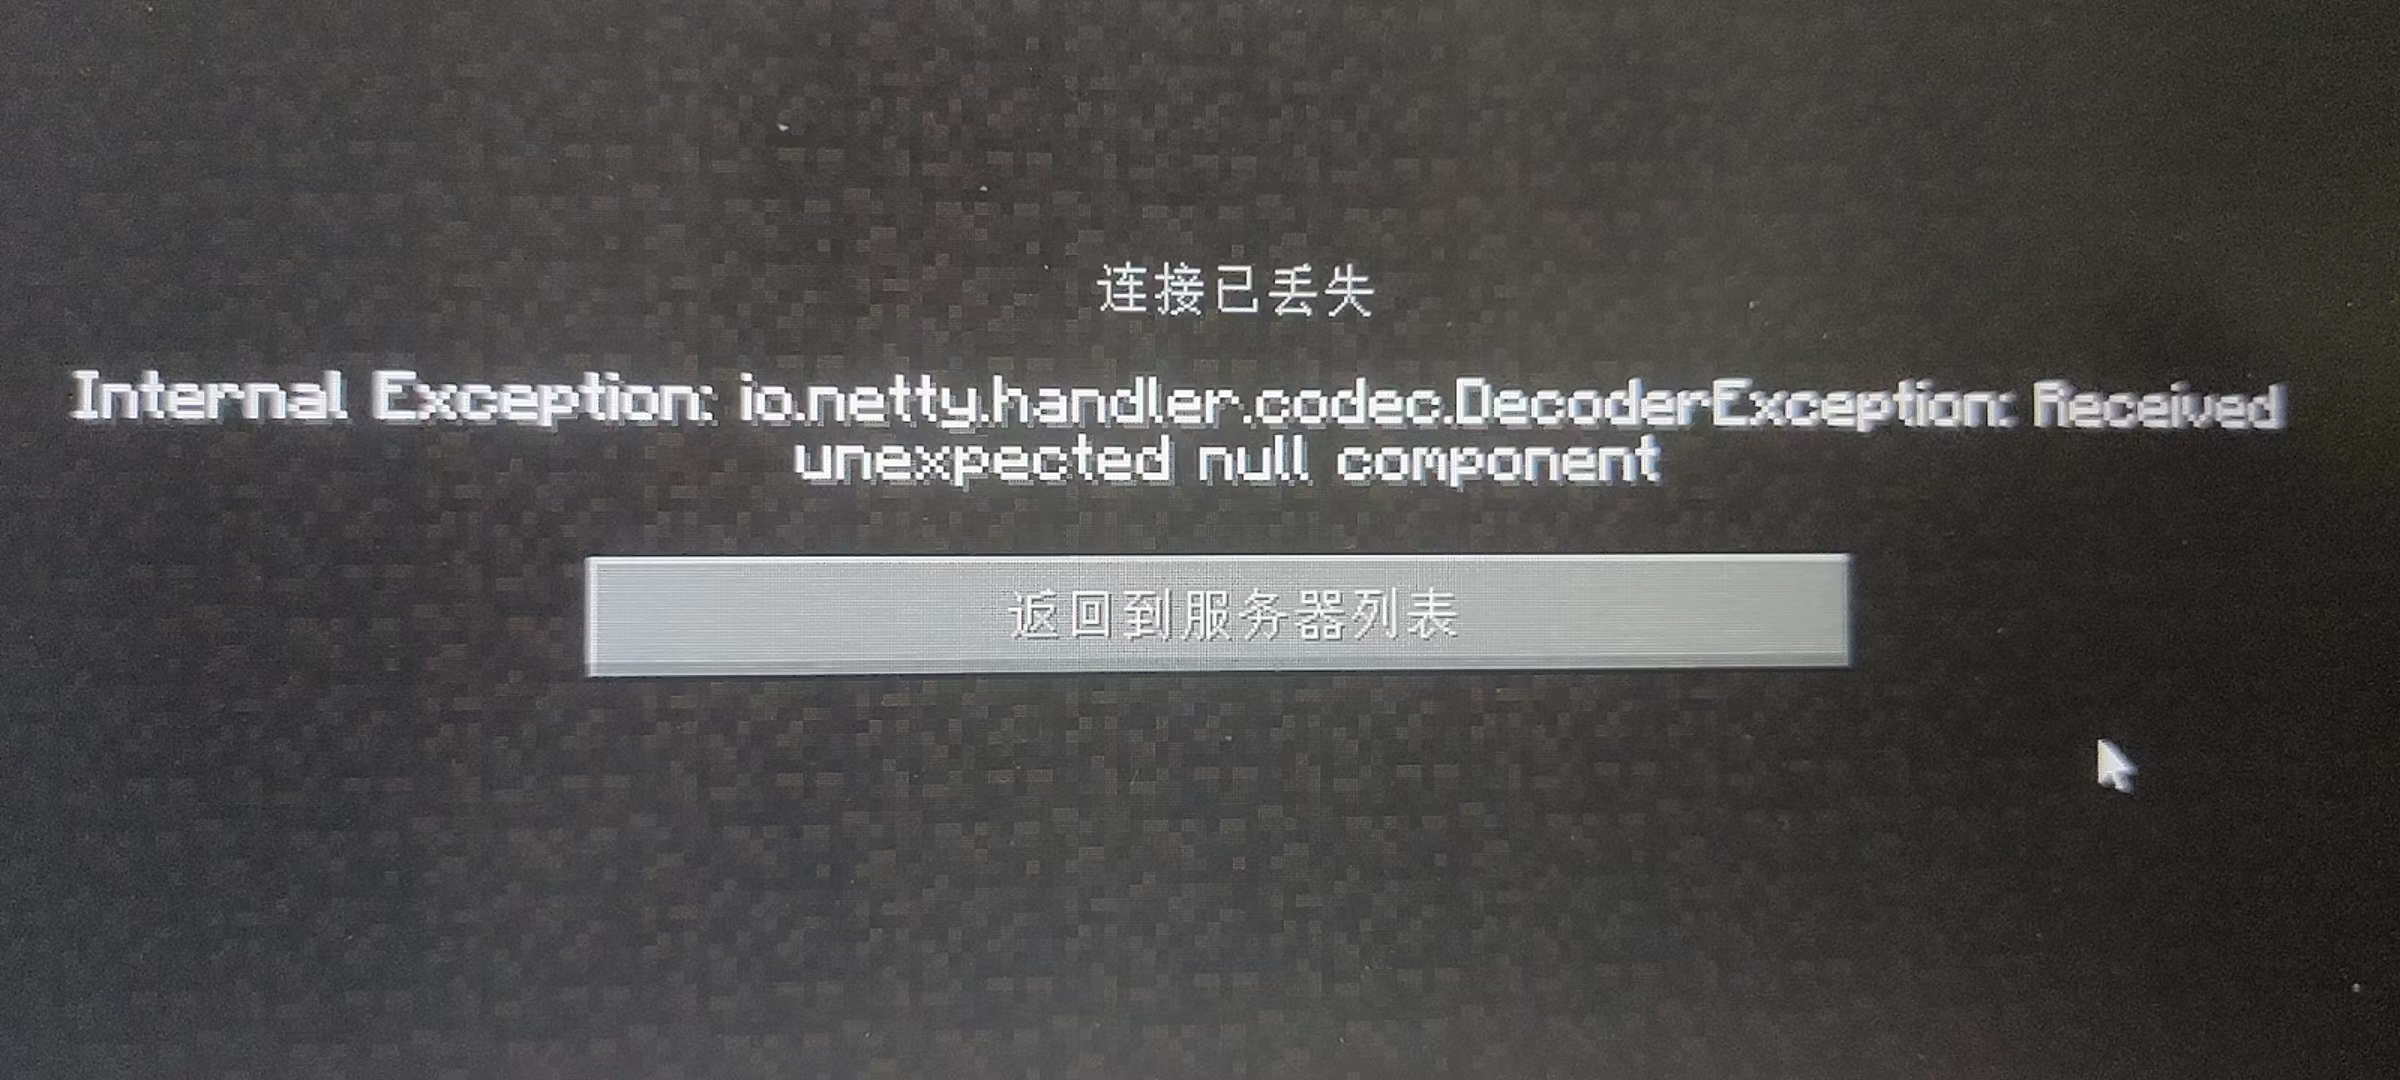 连接已丢失
Internal Exception: io.netty.handler.codec.DecoderException: Received
unexpected null component
返回到服务器列表